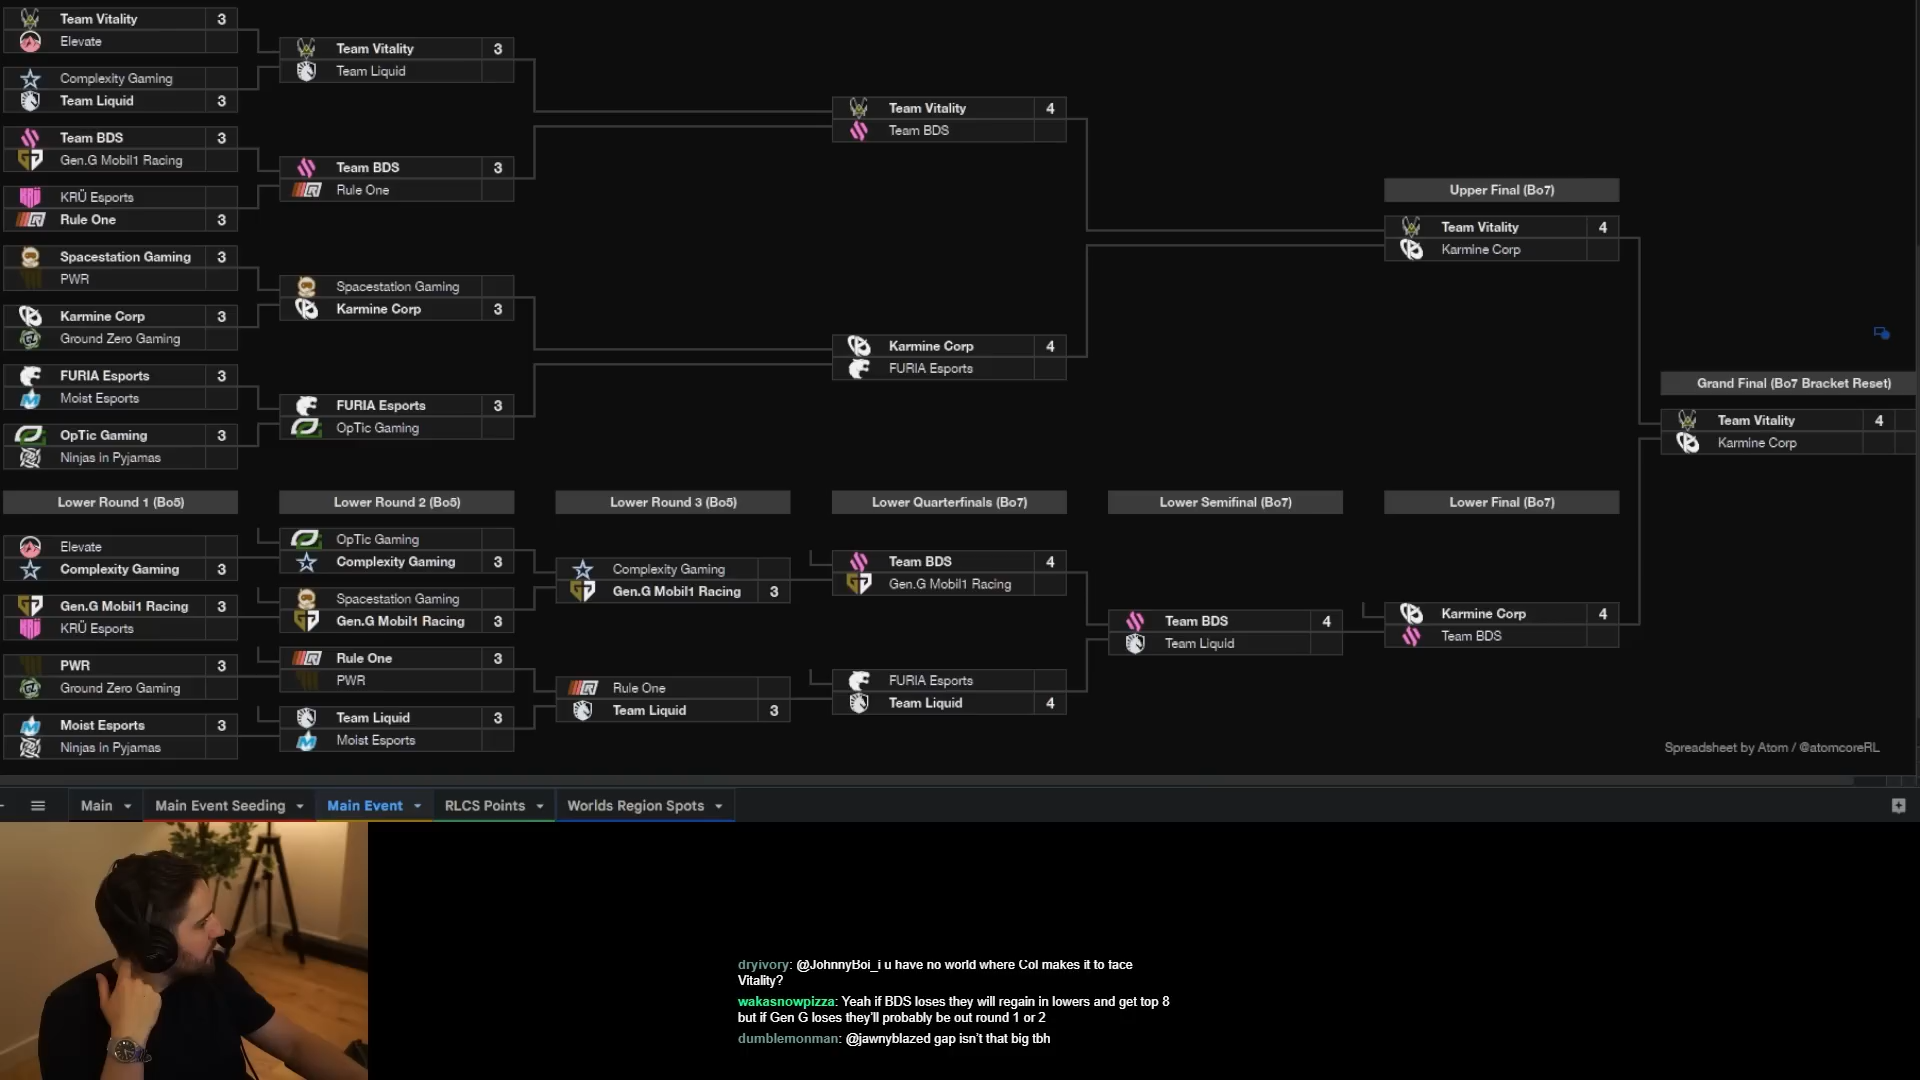 Team Vitality 3
Elevate
Complexity Gaming
Team Liquid 3
Team BDS 3
Gen.G Mobil1 Racing
KRÜ Esports
Rule One 3
Spacestation Gaming 3
PWR
Karmine Corp 3
Ground Zero Gaming
FURIA Esports 3
Moist Esports
OpTic Gaming 3
Ninjas in Pyjamas
Team Vitality 3
Team Liquid
Team BDS 3
Rule One
Spacestation Gaming
Karmine Corp 3
FURIA Esports 3
OpTic Gaming
Team Vitality 4
Team BDS
Karmine Corp 4
FURIA Esports
Upper Final (Bo7)
Team Vitality 4
Karmine Corp
Grand Final (Bo7 Bracket Reset)
Team Vitality 4
Karmine Corp
Lower Round 1 (Bo5)
Elevate
Complexity Gaming 3
Gen.G Mobil1 Racing 3
KRÜ Esports
PWR 3
Ground Zero Gaming
Moist Esports 3
Ninjas in Pyjamas
Lower Round 2 (Bo5)
OpTic Gaming
Complexity Gaming 3
Spacestation Gaming
Gen.G Mobil1 Racing 3
Rule One 3
PWR
Team Liquid 3
Moist Esports
Lower Round 3 (Bo5)
Complexity Gaming
Gen.G Mobil1 Racing 3
Rule One
Team Liquid 3
Lower Quarterfinals (Bo7)
Team BDS 4
Gen.G Mobil1 Racing
FURIA Esports
Team Liquid 4
Lower Semifinal (Bo7)
Team BDS 4
Team Liquid
Lower Final (Bo7)
Karmine Corp 4
Team BDS
Spreadsheet by Atom / @atomcoreRL
Main
Main Event Seeding
Main Event
RLCS Points
Worlds Region Spots
dryivory: @JohnnyBoi_i u have no world where Col makes it to face
Vitality?
wakasnowpizza: Yeah if BDS loses they will regain in lowers and get top 8
but if Gen G loses they'll probably be out round 1 or 2
dumblemonman: @jawnyblazed gap isn't that big tbh